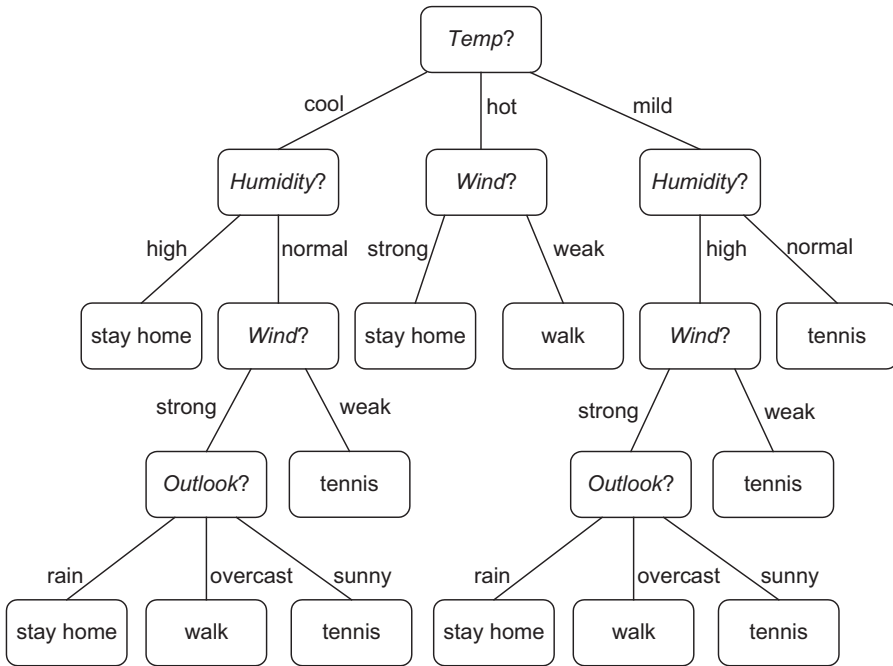 Temp?
cool hot mild
Humidity? Wind? Humidity?
high normal strong weak high normal
stay home Wind? stay home walk Wind? tennis
strong weak strong weak
Outlook? tennis Outlook? tennis
rain overcast sunny rain overcast sunny
stay home walk tennis stay home walk tennis